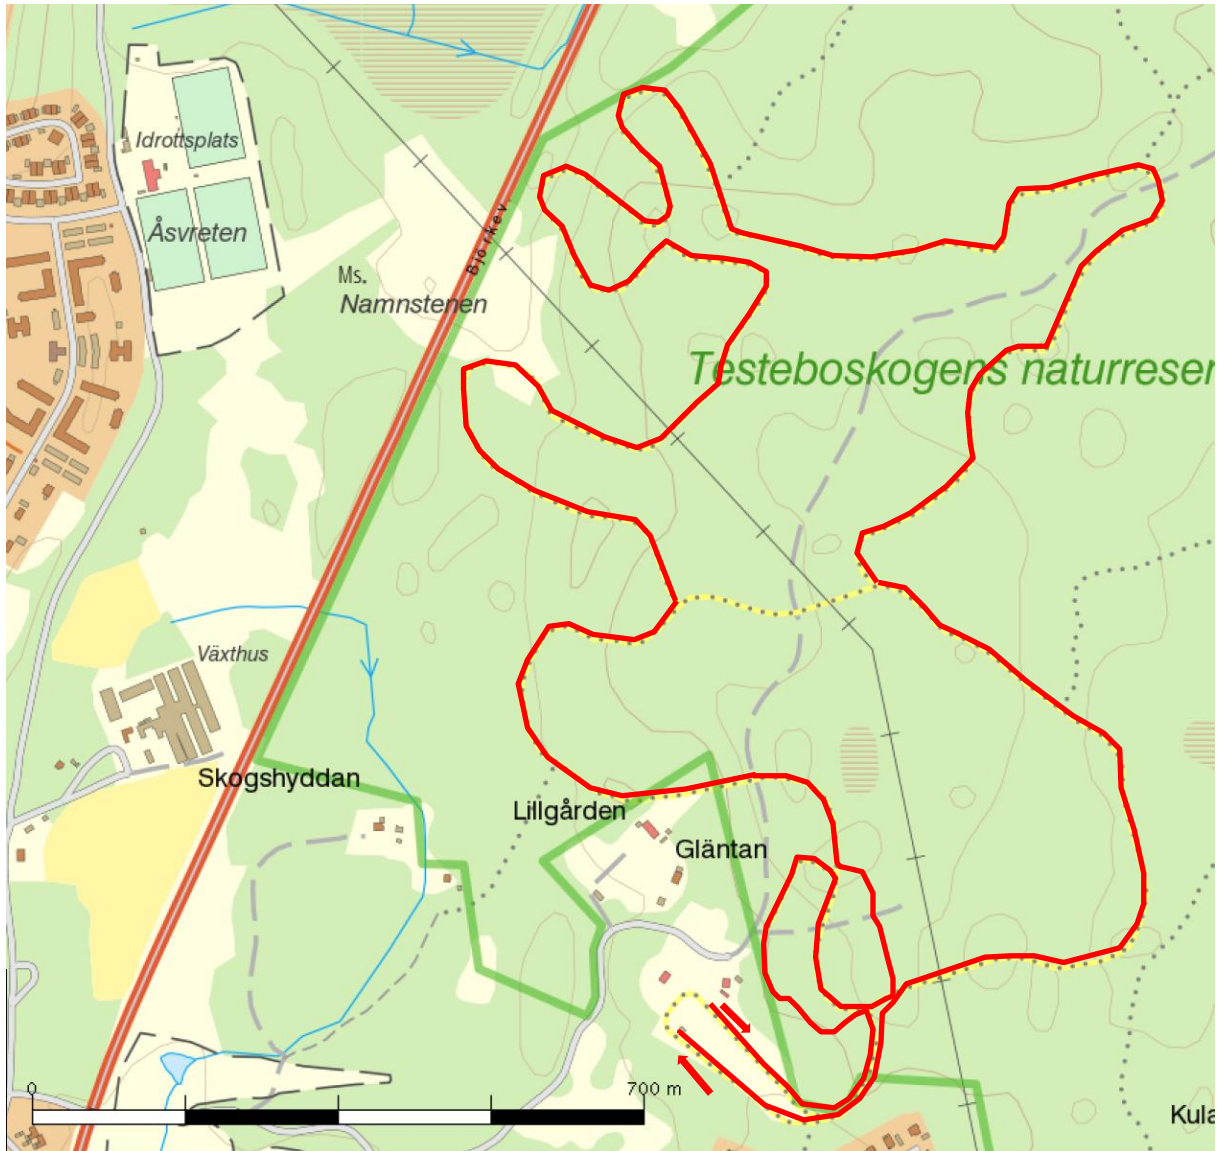 Idrottsplats
Åsvreten
Björkev.
Ms.
Namnstenen
Testeboskogens naturreser
Växthus
Skogshyddan
Lillgården
Gläntan
0
700 m
Kula